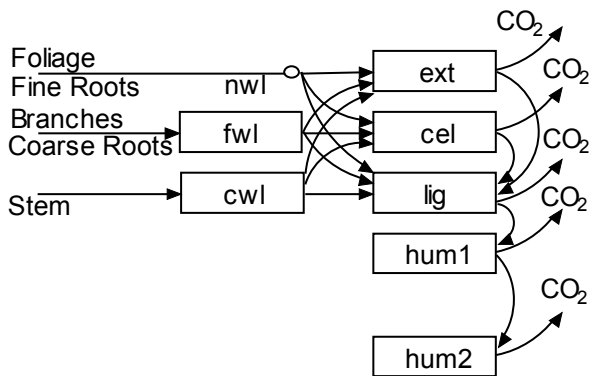 Foliage
Fine Roots
nwl
ext
CO₂
Branches
Coarse Roots
fwl
cel
CO₂
Stem
cwl
lig
CO₂
hum1
CO₂
hum2
CO₂